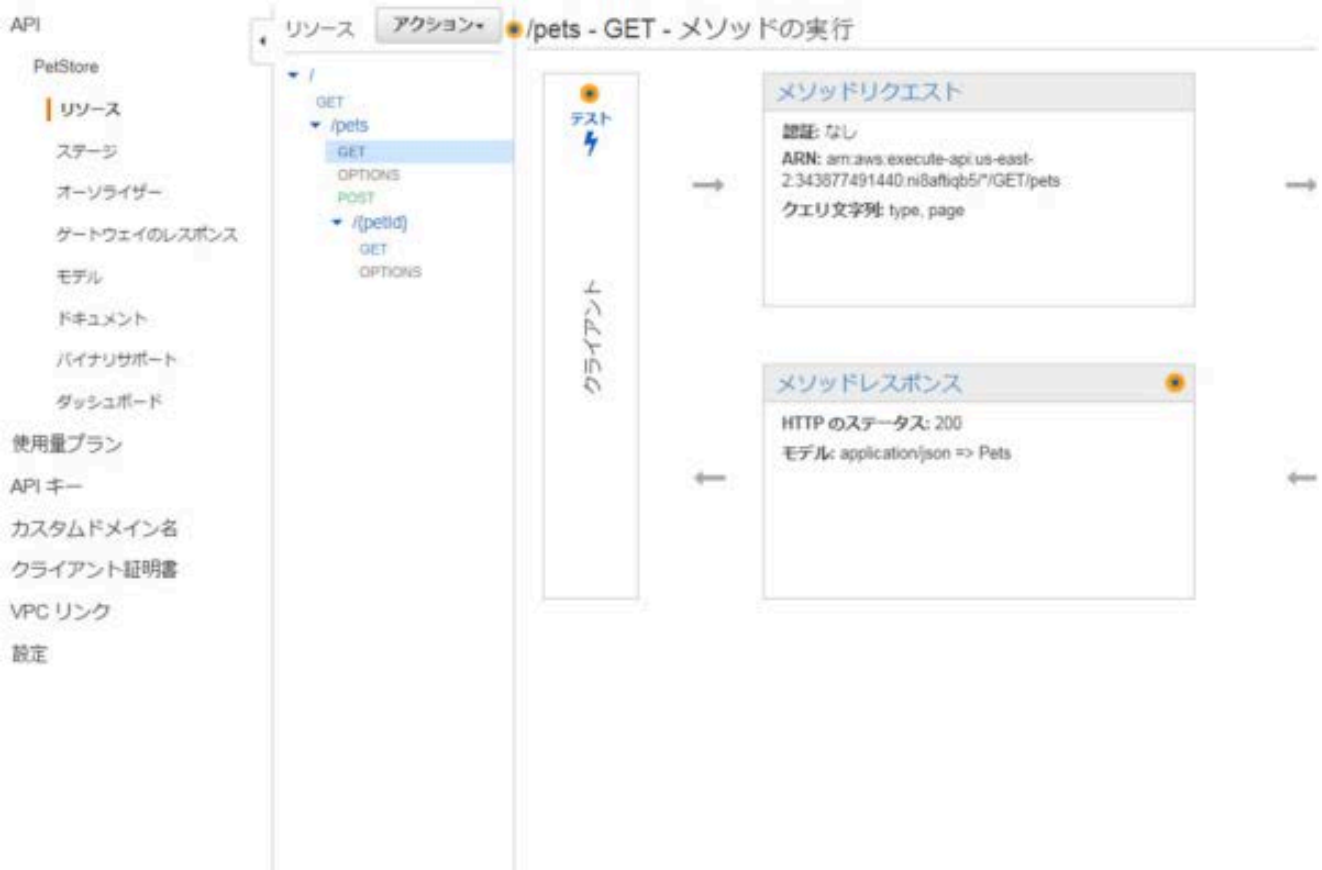 API
PetStore
リソース
ステージ
オーソライザー
ゲートウェイのレスポンス
モデル
ドキュメント
バイナリサポート
ダッシュボード
使用量プラン
API キー
カスタムドメイン名
クライアント証明書
VPC リンク
設定
リソース
アクション
/
GET
/pets
GET
OPTIONS
POST
/{petId}
GET
OPTIONS
/pets - GET - メソッドの実行
テスト
クライアント
メソッドリクエスト
認証: なし
ARN: arn:aws:execute-api:us-east-
2:343877491440:ni8aftiqb5/*/GET/pets
クエリ文字列: type, page
メソッドレスポンス
HTTP のステータス: 200
モデル: application/json => Pets